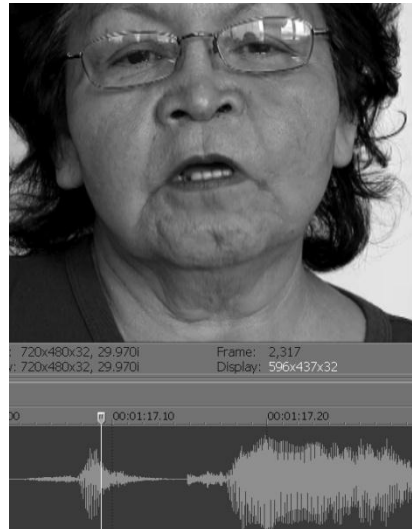 : 720x480x32, 29.970i Frame: 2,317
v: 720x480x32, 29.970i Display: 596x437x32
00 00:01:17.10 00:01:17.20